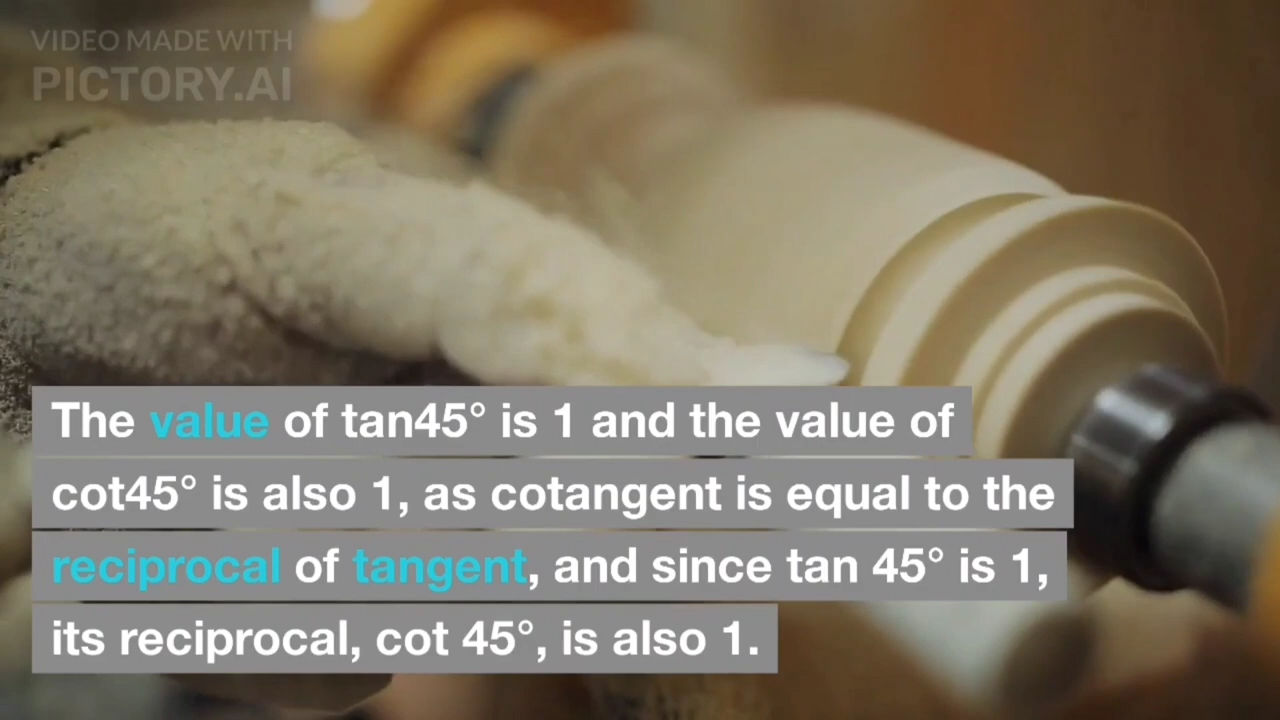 VIDEO MADE WITH
PICTORY.AI
The value of tan45° is 1 and the value of
cot45° is also 1, as cotangent is equal to the
reciprocal of tangent, and since tan 45° is 1,
its reciprocal, cot 45°, is also 1.